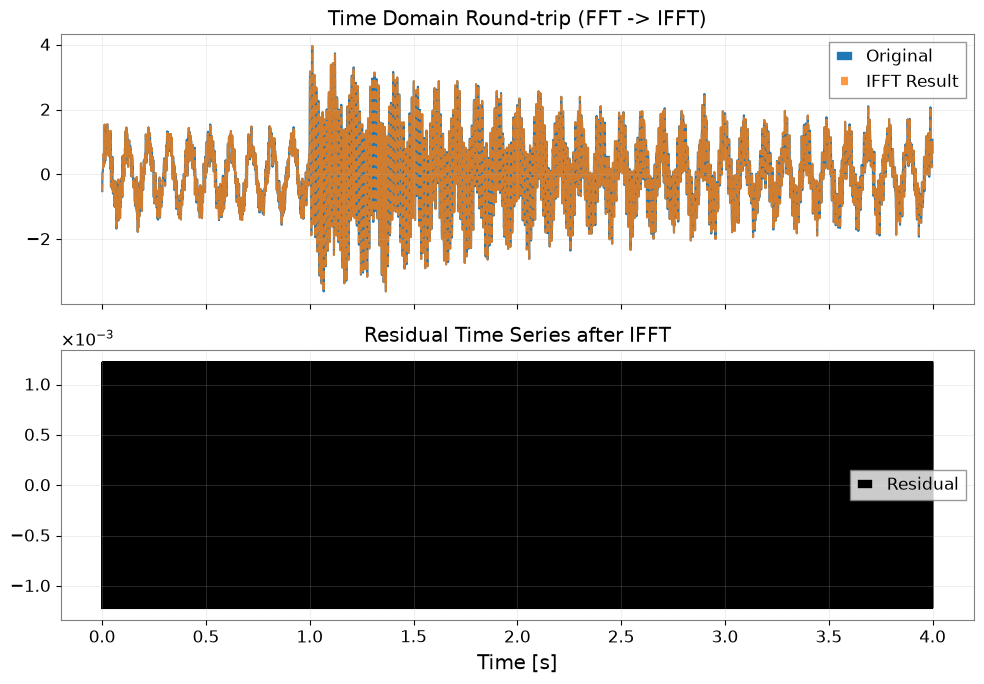 Time Domain Round-trip (FFT -> IFFT)
4
2
0
−2
Original
IFFT Result
Residual Time Series after IFFT
×10⁻³
1.0
0.5
0.0
−0.5
−1.0
Residual
0.0 0.5 1.0 1.5 2.0 2.5 3.0 3.5 4.0
Time [s]